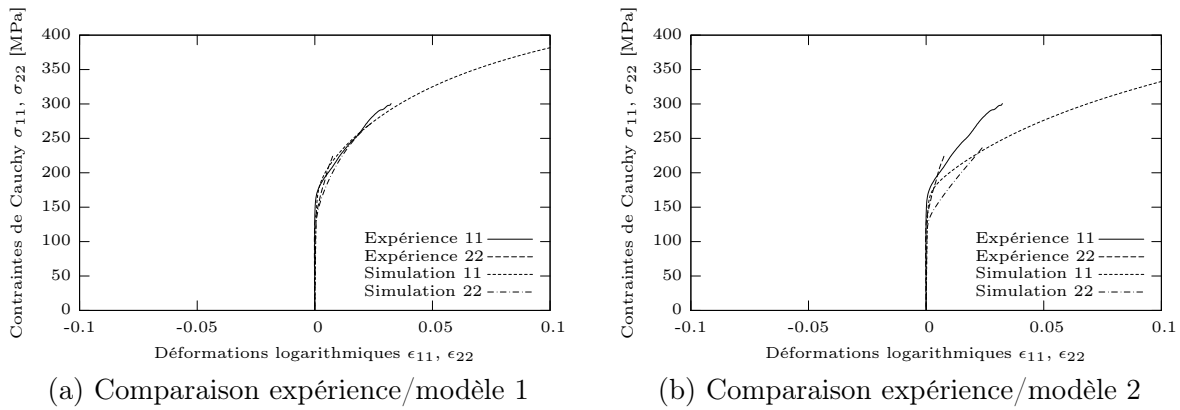 Contraintes de Cauchy σ11, σ22 [MPa]
400
350
300
250
200
150
100
50
0
Expérience 11
Expérience 22
Simulation 11
Simulation 22
-0.1
-0.05
0
0.05
0.1
Déformations logarithmiques ϵ11, ϵ22
(a) Comparaison expérience/modèle 1
Contraintes de Cauchy σ11, σ22 [MPa]
400
350
300
250
200
150
100
50
0
Expérience 11
Expérience 22
Simulation 11
Simulation 22
-0.1
-0.05
0
0.05
0.1
Déformations logarithmiques ϵ11, ϵ22
(b) Comparaison expérience/modèle 2